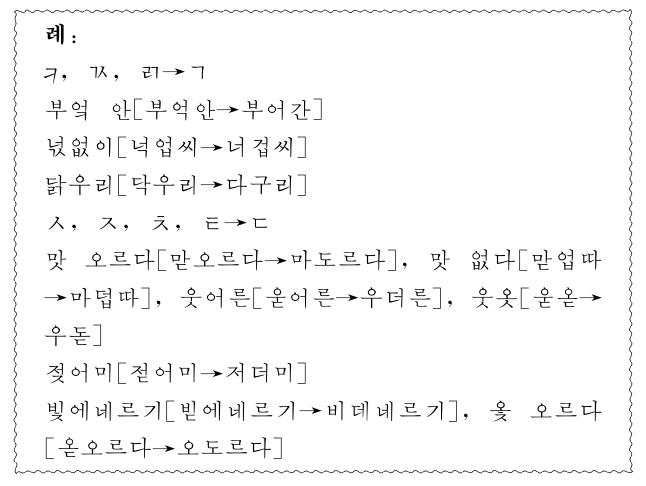 례:
ㅋ, ㄳ, ㄺ→ㄱ
부엌 안[부억안→부어간]
넋없이[넉업씨→너겁씨]
닭우리[닥우리→다구리]
ㅅ, ㅈ, ㅊ, ㅌ→ㄷ
맛 오르다[맏오르다→마도르다], 맛 없다[맏업따
→마덥따], 웃어른[욷어른→우더른], 웃옷[욷옫→
우돋]
젖어미[젇어미→저더미]
빛에네르기[빋에네르기→비데네르기], 옻 오르다
[옫오르다→오도르다]